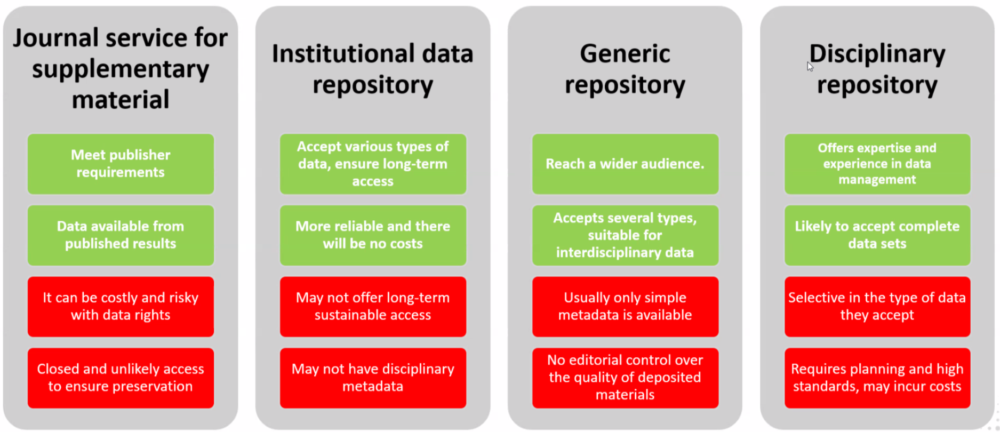 Journal service for
supplementary
material
Meet publisher
requirements
Data available from
published results
It can be costly and risky
with data rights
Closed and unlikely access
to ensure preservation
Institutional data
repository
Accept various types of
data, ensure long-term
access
More reliable and there
will be no costs
May not offer long-term
sustainable access
May not have disciplinary
metadata
Generic
repository
Reach a wider audience.
Accepts several types,
suitable for
interdisciplinary data
Usually only simple
metadata is available
No editorial control over
the quality of deposited
materials
Disciplinary
repository
Offers expertise and
experience in data
management
Likely to accept complete
data sets
Selective in the type of data
they accept
Requires planning and high
standards, may incur costs